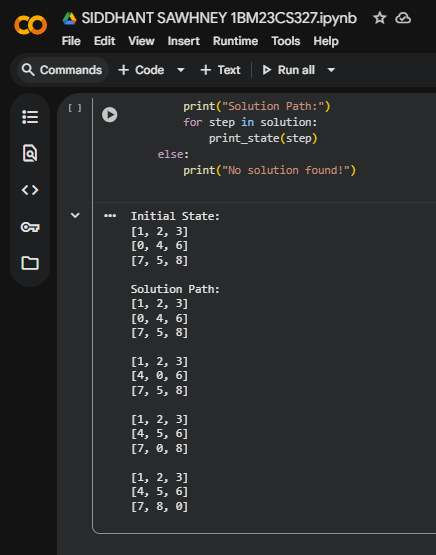 SIDDHANT SAWHNEY 1BM23CS327.ipynb
File Edit View Insert Runtime Tools Help
Commands + Code + Text Run all
[ ]
print("Solution Path:")
for step in solution:
print_state(step)
else:
print("No solution found!")
Initial State:
[1, 2, 3]
[0, 4, 6]
[7, 5, 8]
Solution Path:
[1, 2, 3]
[0, 4, 6]
[7, 5, 8]
[1, 2, 3]
[4, 0, 6]
[7, 5, 8]
[1, 2, 3]
[4, 5, 6]
[7, 0, 8]
[1, 2, 3]
[4, 5, 6]
[7, 8, 0]